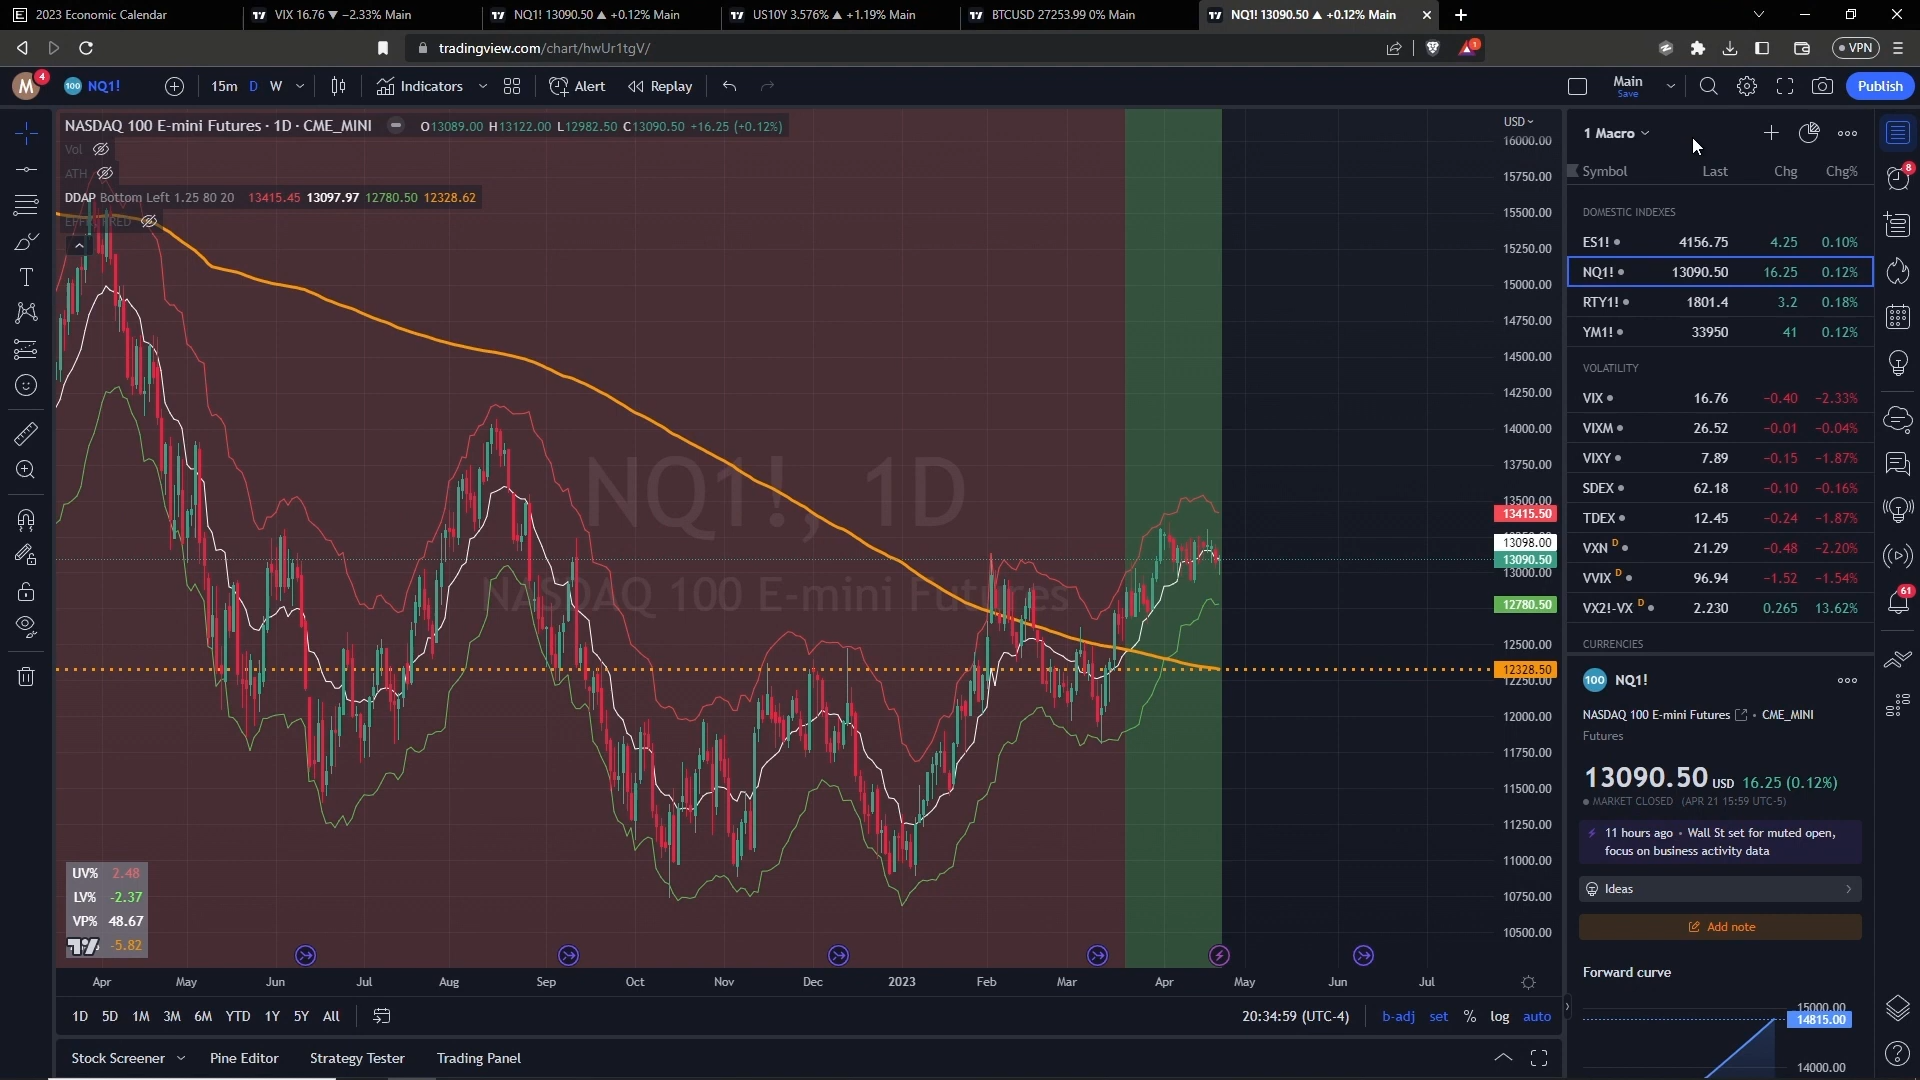 2023 Economic Calendar
VIX 16.76 ▼ −2.33% Main
NQ1! 13090.50 ▲ +0.12% Main
US10Y 3.576% ▲ +1.19% Main
BTCUSD 27253.99 0% Main
NQ1! 13090.50 ▲ +0.12% Main
tradingview.com/chart/hwUr1tgV/
1
VPN
M 4
100 NQ1!
15m D W
Indicators
Alert
Replay
Main
Save
Publish
NASDAQ 100 E-mini Futures · 1D · CME_MINI
O13089.00 H13122.00 L12982.50 C13090.50 +16.25 (+0.12%)
Vol
ATH
DDAP Bottom Left 1.25 80 20 13415.45 13097.97 12780.50 12328.62
NQ1!, 1D
NASDAQ 100 E-mini Futures
USD
16000.00
15750.00
15500.00
15250.00
15000.00
14750.00
14500.00
14250.00
14000.00
13750.00
13500.00
13415.50
13098.00
13090.50
13000.00
12780.50
12500.00
12328.50
12250.00
12000.00
11750.00
11500.00
11250.00
11000.00
10750.00
10500.00
UV% 2.48
LV% -2.37
VP% 48.67
-5.82
Apr May Jun Jul Aug Sep Oct Nov Dec 2023 Feb Mar Apr May Jun Jul
1D 5D 1M 3M 6M YTD 1Y 5Y All
20:34:59 (UTC-4)
b-adj set % log auto
Stock Screener Pine Editor Strategy Tester Trading Panel
1 Macro
Symbol Last Chg Chg%
DOMESTIC INDEXES
ES1! 4156.75 4.25 0.10%
NQ1! 13090.50 16.25 0.12%
RTY1! 1801.4 3.2 0.18%
YM1! 33950 41 0.12%
VOLATILITY
VIX 16.76 −0.40 −2.33%
VIXM 26.52 −0.01 −0.04%
VIXY 7.89 −0.15 −1.87%
SDEX 62.18 −0.10 −0.16%
TDEX 12.45 −0.24 −1.87%
VXN D 21.29 −0.48 −2.20%
VVIX D 96.94 −1.52 −1.54%
VX2!-VX D 2.230 0.265 13.62%
CURRENCIES
100 NQ1!
NASDAQ 100 E-mini Futures · CME_MINI
Futures
13090.50 USD 16.25 (0.12%)
MARKET CLOSED (APR 21 15:59 UTC-5)
11 hours ago · Wall St set for muted open,
focus on business activity data
Ideas
Add note
Forward curve
15000.00
14815.00
14000.00
8
61